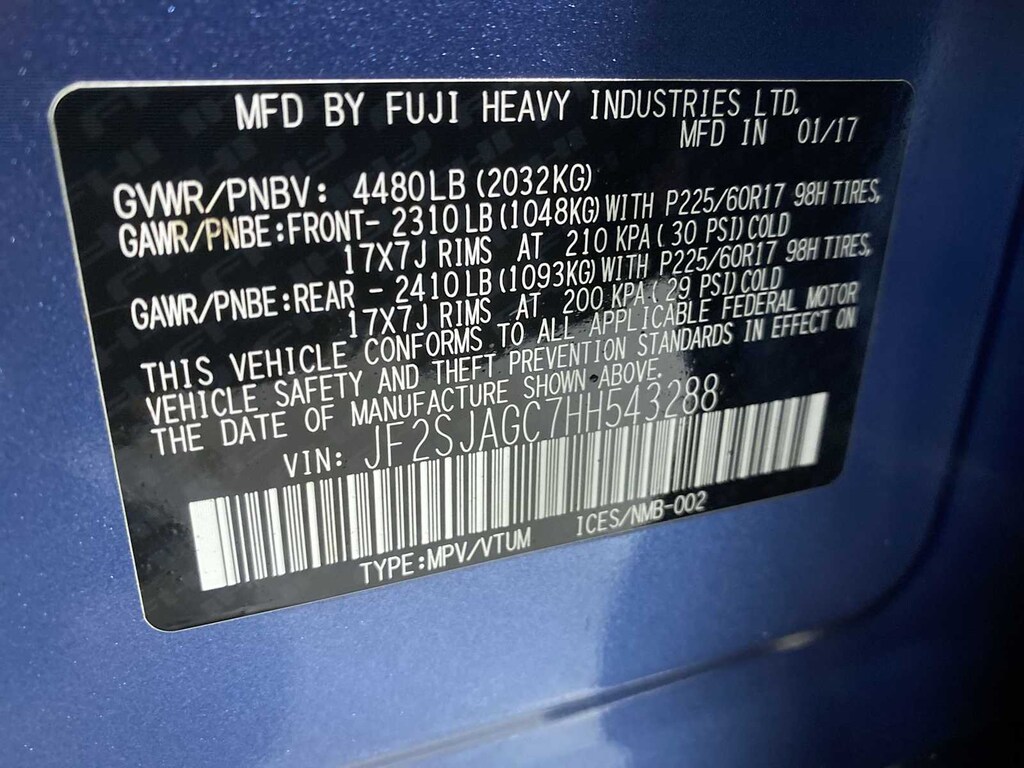 MFD BY FUJI HEAVY INDUSTRIES LTD.
MFD IN 01/17
GVWR/PNBV: 4480LB (2032KG)
GAWR/PNBE:FRONT- 2310LB (1048KG) WITH P225/60R17 98H TIRES,
17X7J RIMS AT 210 KPA ( 30 PSI) COLD
GAWR/PNBE:REAR - 2410LB (1093KG) WITH P225/60R17 98H TIRES,
17X7J RIMS AT 200 KPA ( 29 PSI) COLD
THIS VEHICLE CONFORMS TO ALL APPLICABLE FEDERAL MOTOR
VEHICLE SAFETY AND THEFT PREVENTION STANDARDS IN EFFECT ON
THE DATE OF MANUFACTURE SHOWN ABOVE.
VIN: JF2SJAGC7HH543288
TYPE:MPV/VTUM ICES/NMB-002